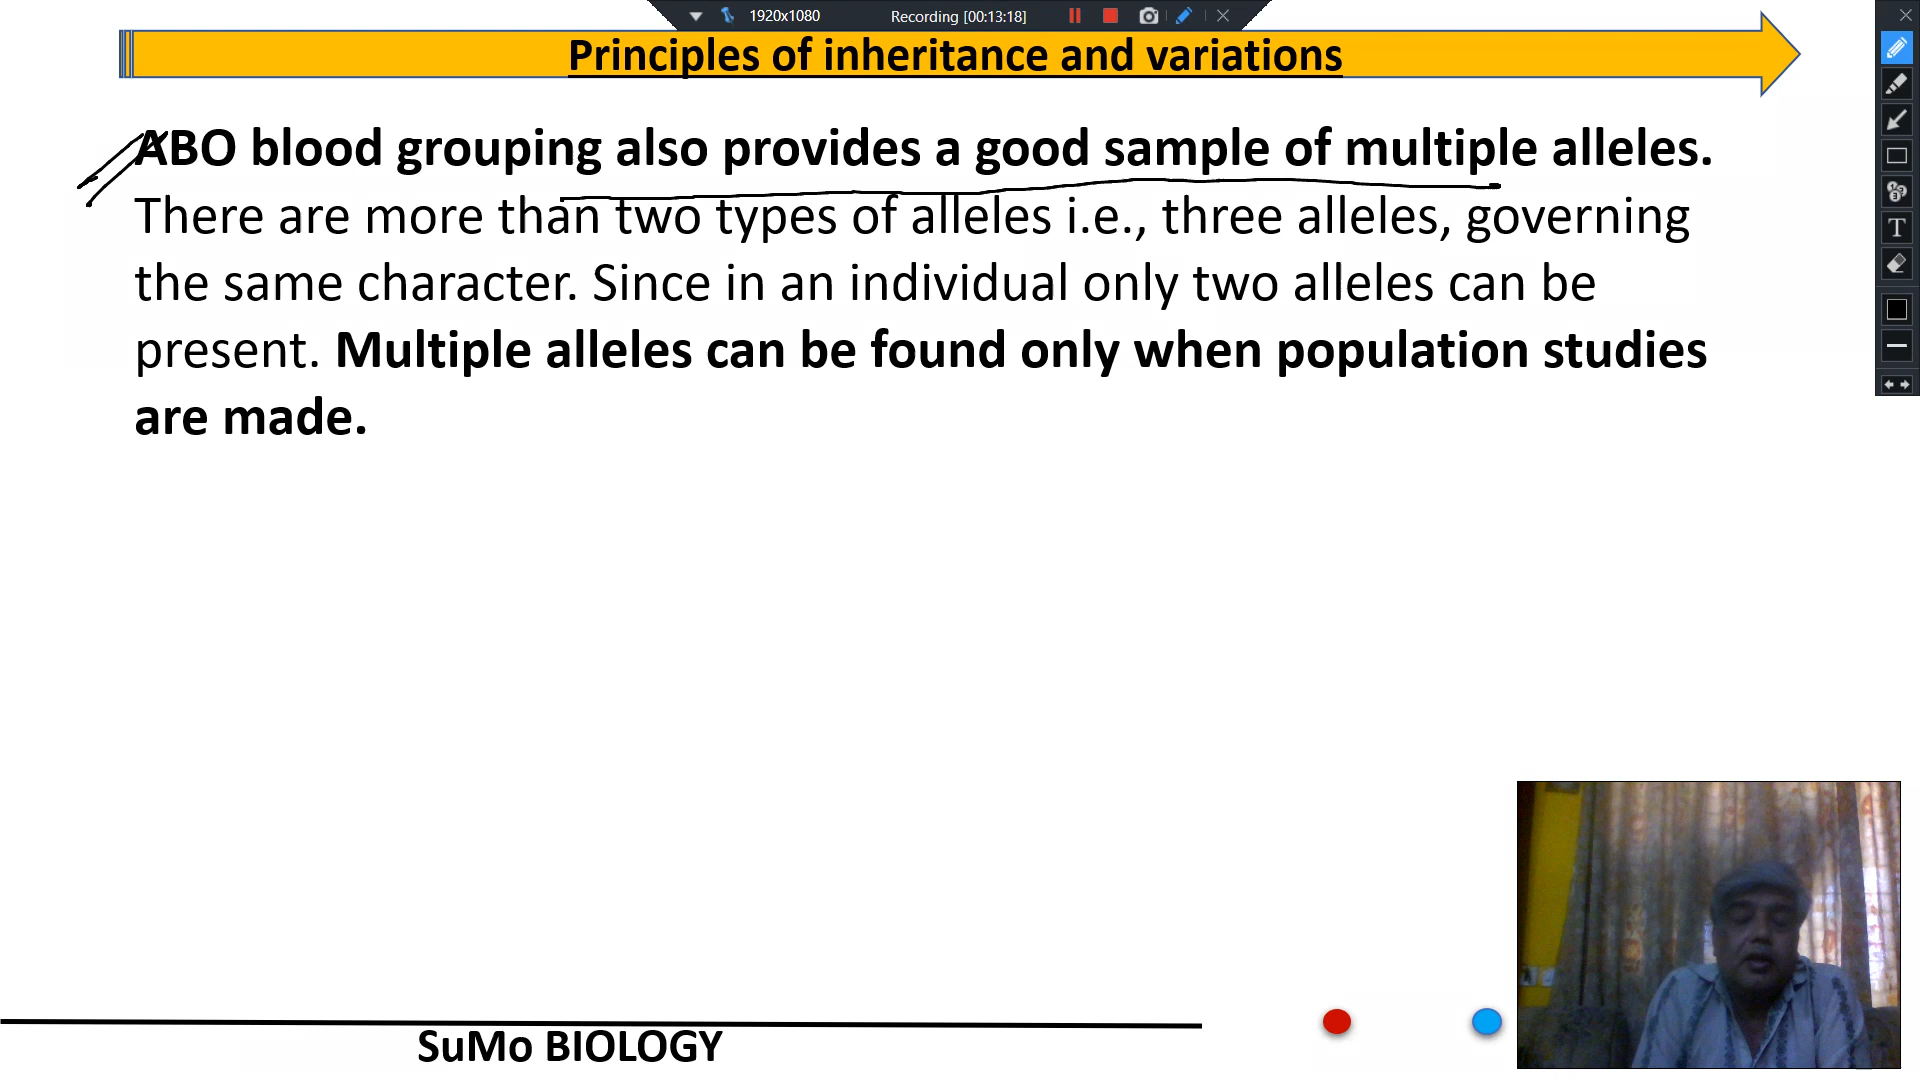 1920x1080 Recording [00:13:18]
Principles of inheritance and variations
ABO blood grouping also provides a good sample of multiple alleles.
There are more than two types of alleles i.e., three alleles, governing
the same character. Since in an individual only two alleles can be
present. Multiple alleles can be found only when population studies
are made.
SuMo BIOLOGY